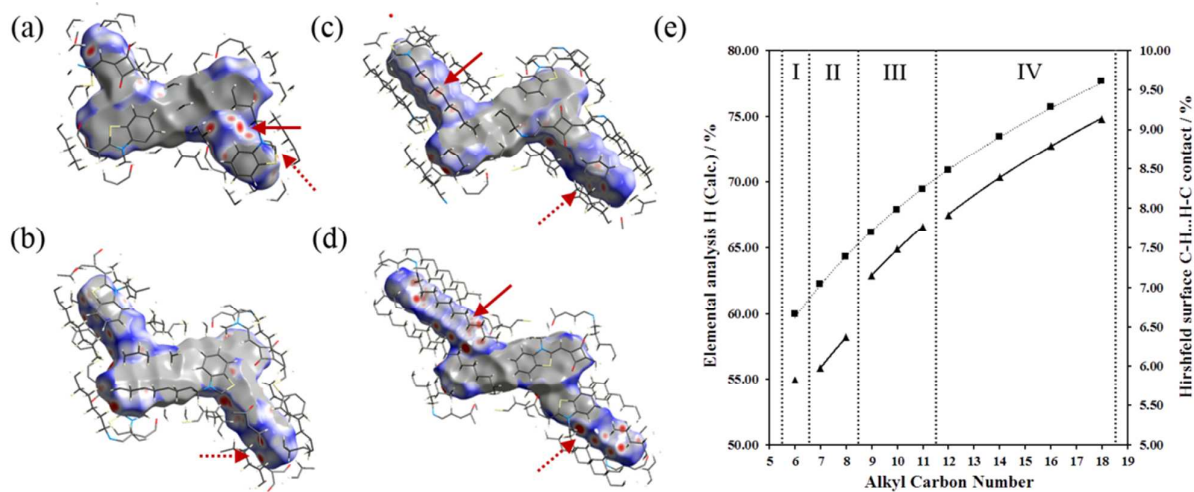 (a)
(c)
(b)
(d)
(e)
Elemental analysis H (Calc.) / %
80.00
75.00
70.00
65.00
60.00
55.00
50.00
I II III IV
10.00
9.50
9.00
8.50
8.00
7.50
7.00
6.50
6.00
5.50
5.00
Hirshfeld surface C-H...H-C contact / %
5 6 7 8 9 10 11 12 13 14 15 16 17 18 19
Alkyl Carbon Number